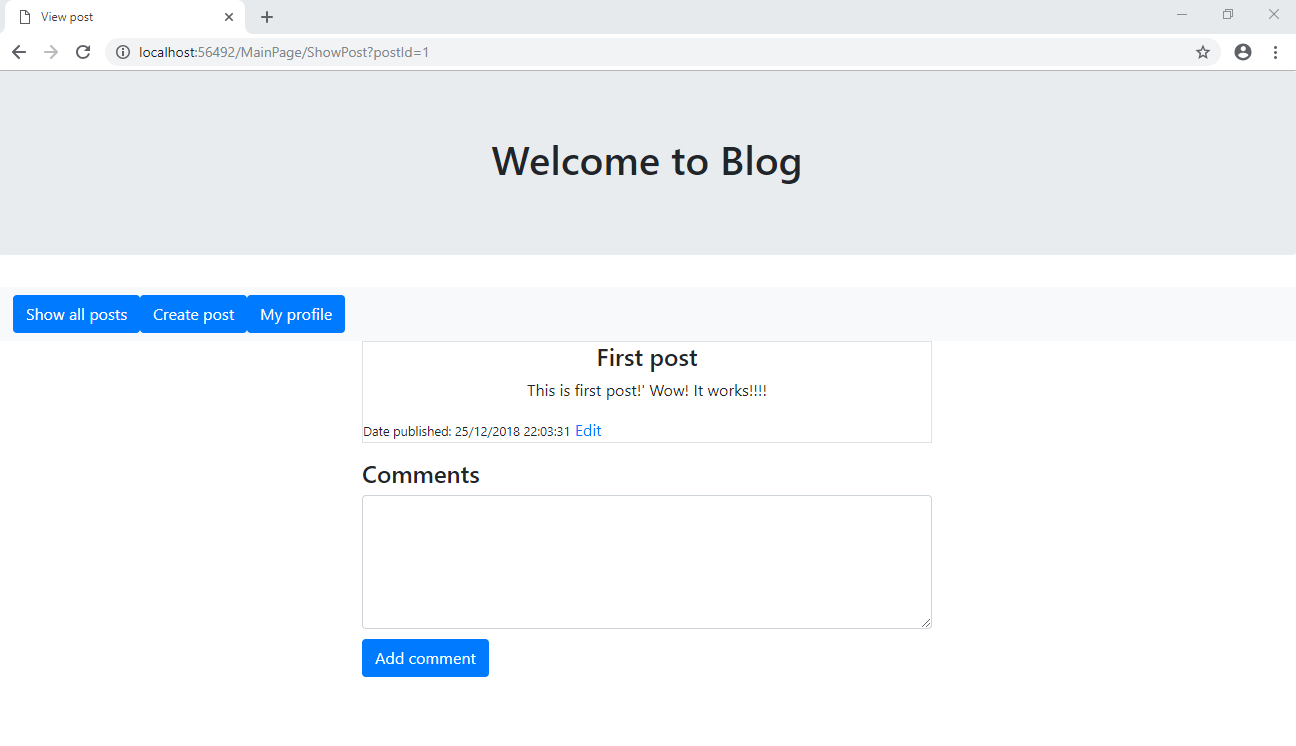 View post
localhost:56492/MainPage/ShowPost?postId=1
Welcome to Blog
Show all posts Create post My profile
First post
This is first post!' Wow! It works!!!!
Date published: 25/12/2018 22:03:31 Edit
Comments
Add comment